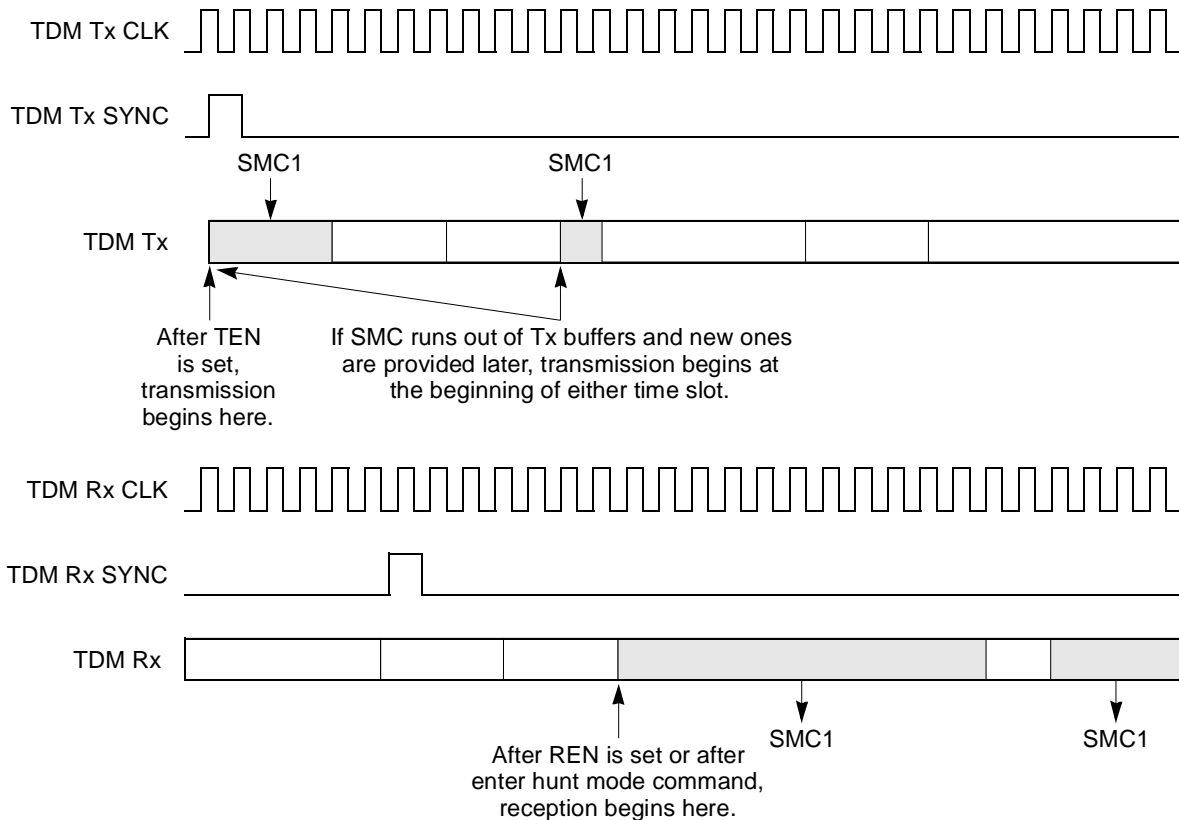 TDM Tx CLK
TDM Tx SYNC
SMC1
SMC1
TDM Tx
After TEN
is set,
transmission
begins here.
If SMC runs out of Tx buffers and new ones
are provided later, transmission begins at
the beginning of either time slot.
TDM Rx CLK
TDM Rx SYNC
TDM Rx
SMC1
SMC1
After REN is set or after
enter hunt mode command,
reception begins here.